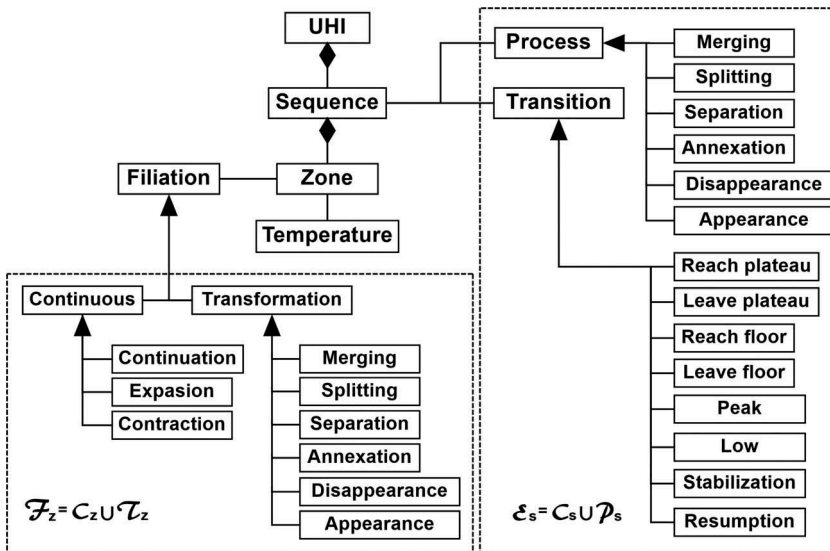 UHI
Process
Merging
Splitting
Sequence
Transition
Separation
Annexation
Filiation
Zone
Disappearance
Appearance
Temperature
Reach plateau
Continuous
Transformation
Leave plateau
Reach floor
Continuation
Merging
Leave floor
Expasion
Splitting
Peak
Contraction
Separation
Low
Annexation
Stabilization
Disappearance
Resumption
Appearance
ℱz = Cz ∪ 𝒯z
ℰs = Cs ∪ 𝒫s